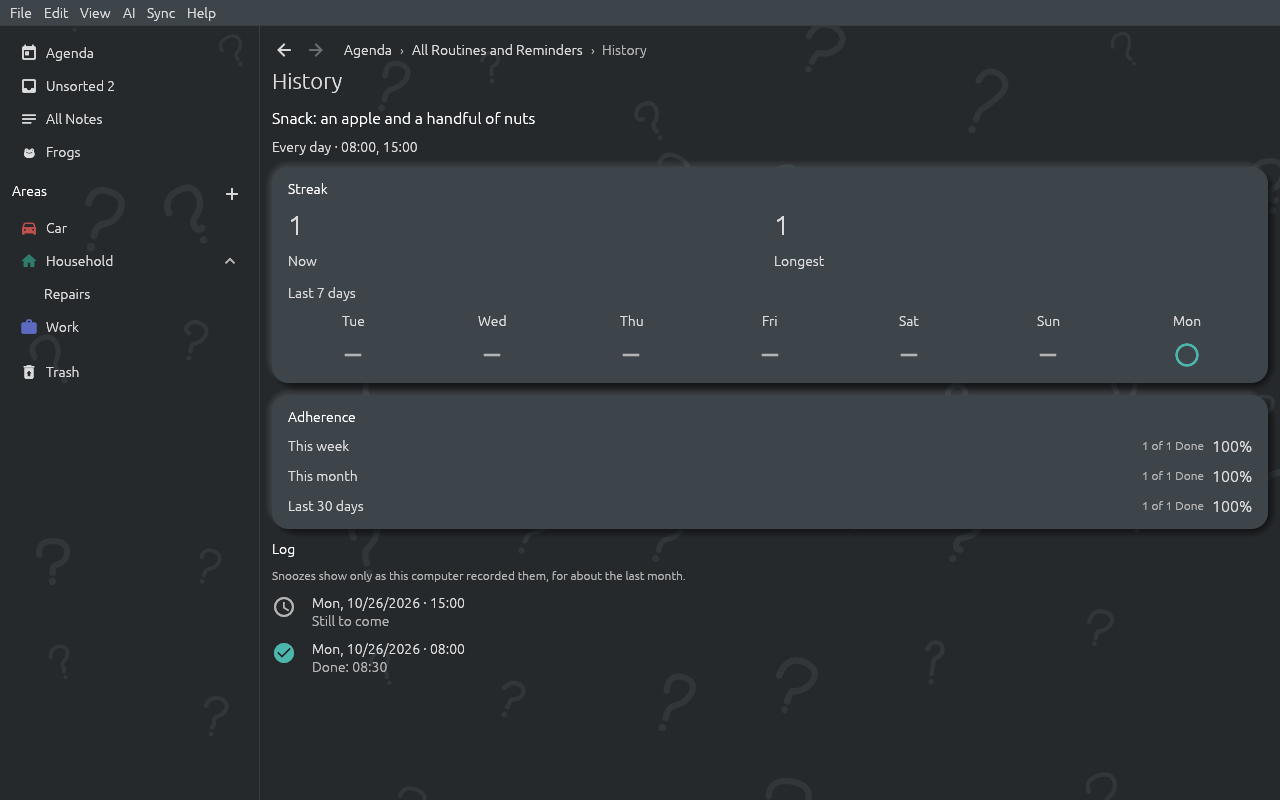 File Edit View AI Sync Help
Agenda
Unsorted 2
All Notes
Frogs
Areas
Car
Household
Repairs
Work
Trash
Agenda › All Routines and Reminders › History
History
Snack: an apple and a handful of nuts
Every day · 08:00, 15:00
Streak
1 1
Now Longest
Last 7 days
Tue Wed Thu Fri Sat Sun Mon
Adherence
This week 1 of 1 Done 100%
This month 1 of 1 Done 100%
Last 30 days 1 of 1 Done 100%
Log
Snoozes show only as this computer recorded them, for about the last month.
Mon, 10/26/2026 · 15:00
Still to come
Mon, 10/26/2026 · 08:00
Done: 08:30